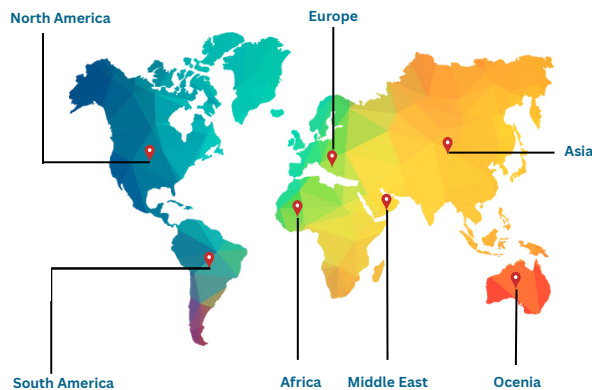 North America
Europe
Asia
South America
Africa
Middle East
Ocenia